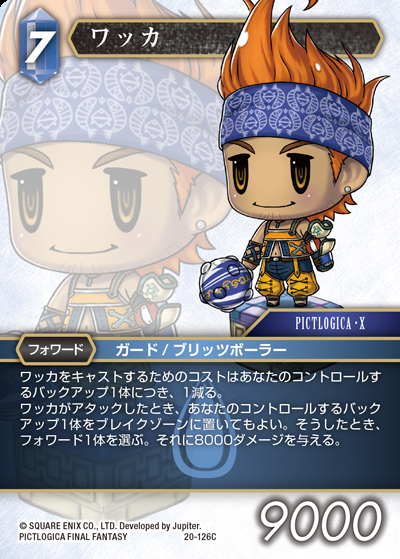 7
ワッカ
PICTLOGICA・X
フォワード
ガード / ブリッツボーラー
ワッカをキャストするためのコストはあなたのコントロールす
るバックアップ1体につき、1減る。
ワッカがアタックしたとき、あなたのコントロールするバック
アップ1体をブレイクゾーンに置いてもよい。そうしたとき、
フォワード1体を選ぶ。それに8000ダメージを与える。
© SQUARE ENIX CO., LTD. Developed by Jupiter.
PICTLOGICA FINAL FANTASY
20-126C
9000